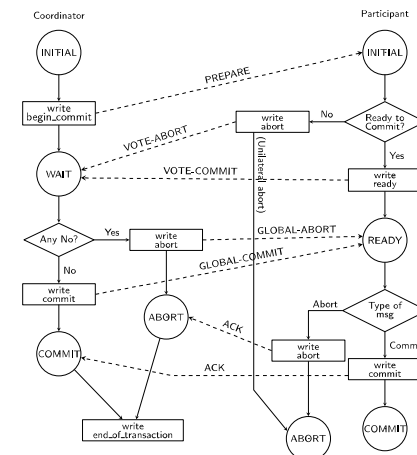 Coordinator
Participant
INITIAL
INITIAL
PREPARE
write
begin_commit
write
abort
No
Ready to
Commit?
VOTE-ABORT
(Unilateral abort)
Yes
WAIT
VOTE-COMMIT
write
ready
Any No?
Yes
write
abort
GLOBAL-ABORT
READY
No
GLOBAL-COMMIT
write
commit
Abort
Type of
msg
ABORT
ACK
COMMIT
write
abort
Comm
ACK
write
commit
write
end_of_transaction
ABORT
COMMIT